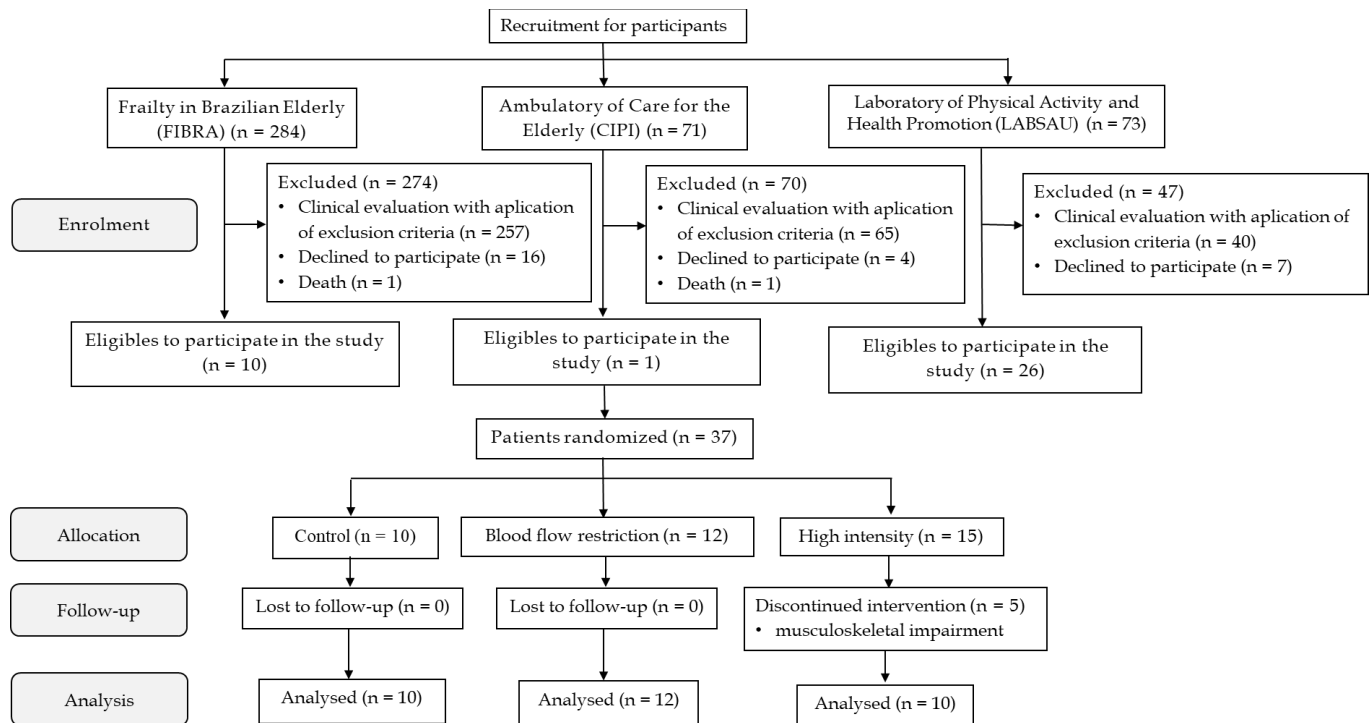 Recruitment for participants
Frailty in Brazilian Elderly
(FIBRA) (n = 284)
Ambulatory of Care for the
Elderly (CIPI) (n = 71)
Laboratory of Physical Activity and
Health Promotion (LABSAU) (n = 73)
Enrolment
Excluded (n = 274)
• Clinical evaluation with aplication
of exclusion criteria (n = 257)
• Declined to participate (n = 16)
• Death (n = 1)
Excluded (n = 70)
• Clinical evaluation with aplication
of exclusion criteria (n = 65)
• Declined to participate (n = 4)
• Death (n = 1)
Excluded (n = 47)
• Clinical evaluation with aplication of
exclusion criteria (n = 40)
• Declined to participate (n = 7)
Eligibles to participate in the study
(n = 10)
Eligibles to participate in the
study (n = 1)
Eligibles to participate in the
study (n = 26)
Patients randomized (n = 37)
Allocation
Control (n = 10)
Blood flow restriction (n = 12)
High intensity (n = 15)
Follow-up
Lost to follow-up (n = 0)
Lost to follow-up (n = 0)
Discontinued intervention (n = 5)
• musculoskeletal impairment
Analysis
Analysed (n = 10)
Analysed (n = 12)
Analysed (n = 10)